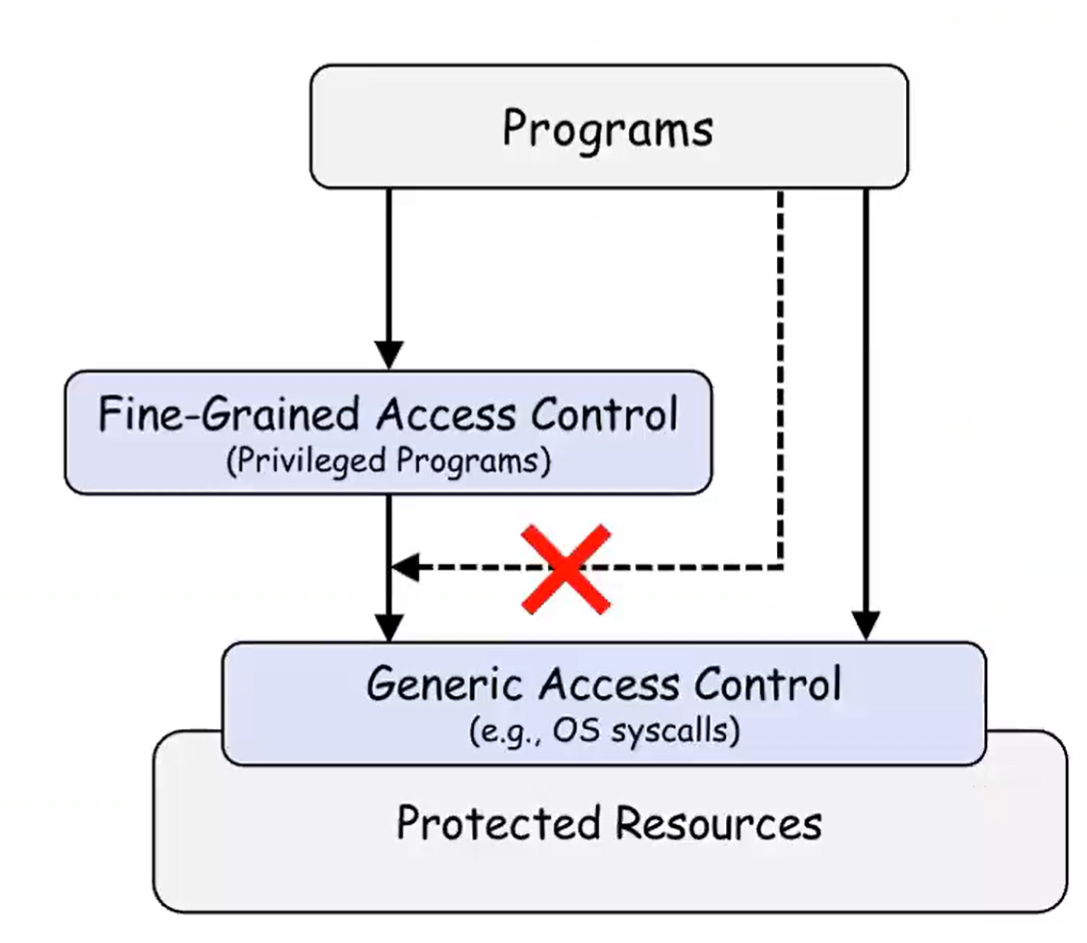 Programs
Fine-Grained Access Control
(Privileged Programs)
Generic Access Control
(e.g., OS syscalls)
Protected Resources